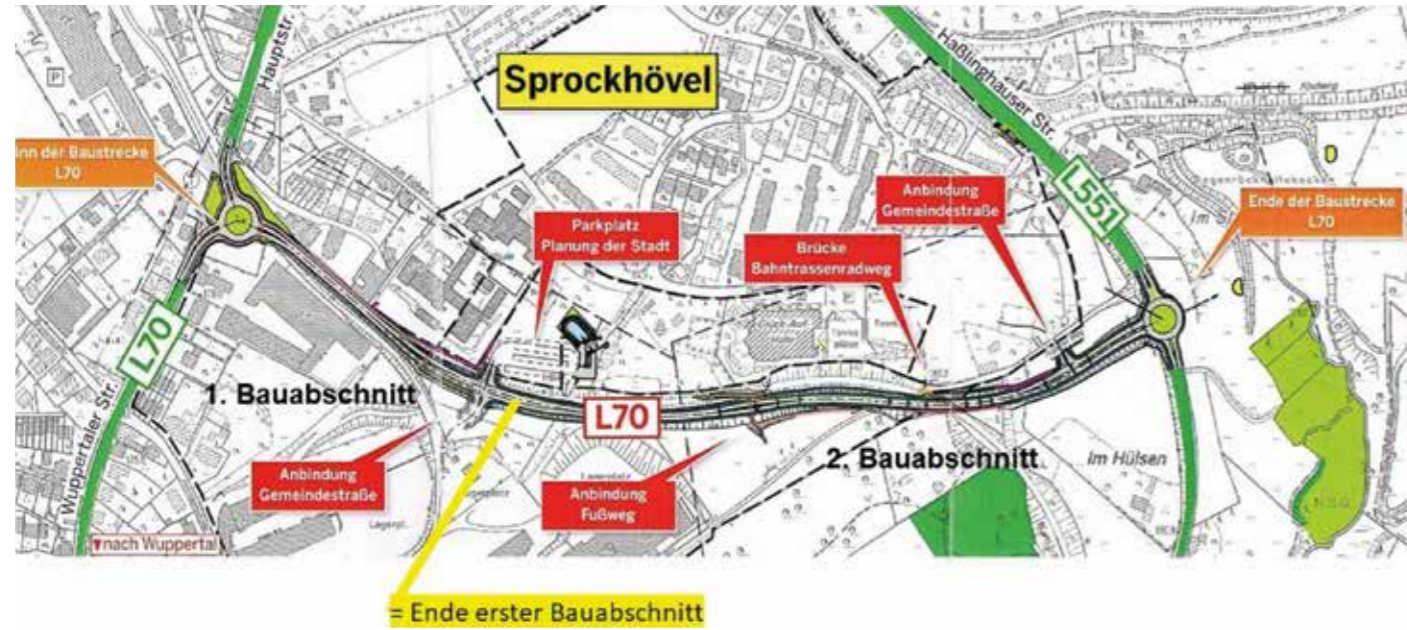 Sprockhövel
Hauptstr.
Haßlinghauser Str.
P
inn der Baustrecke
L70
Parkplatz
Planung der Stadt
Anbindung
Gemeindestraße
Brücke
Bahntrassenradweg
L551
Ende der Baustrecke
L70
Im
L70
Wuppertaler Str.
1. Bauabschnitt
L70
Anbindung
Gemeindestraße
Anbindung
Fußweg
2. Bauabschnitt
Im Hülsen
N.S.G.
Lagerpl.
nach Wuppertal
= Ende erster Bauabschnitt